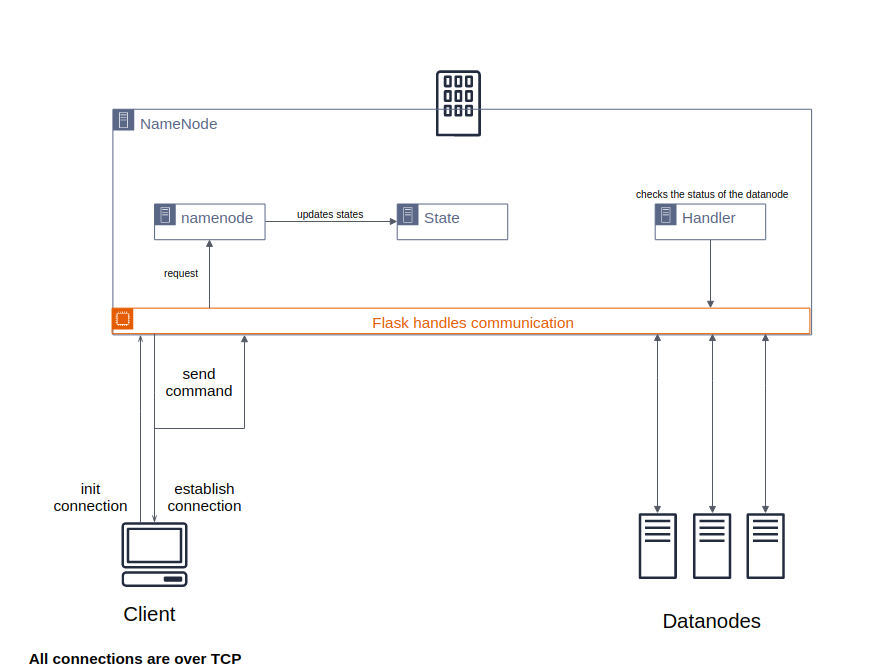 NameNode
checks the status of the datanode
namenode
updates states
State
Handler
request
Flask handles communication
send
command
init
connection
establish
connection
Client
Datanodes
All connections are over TCP